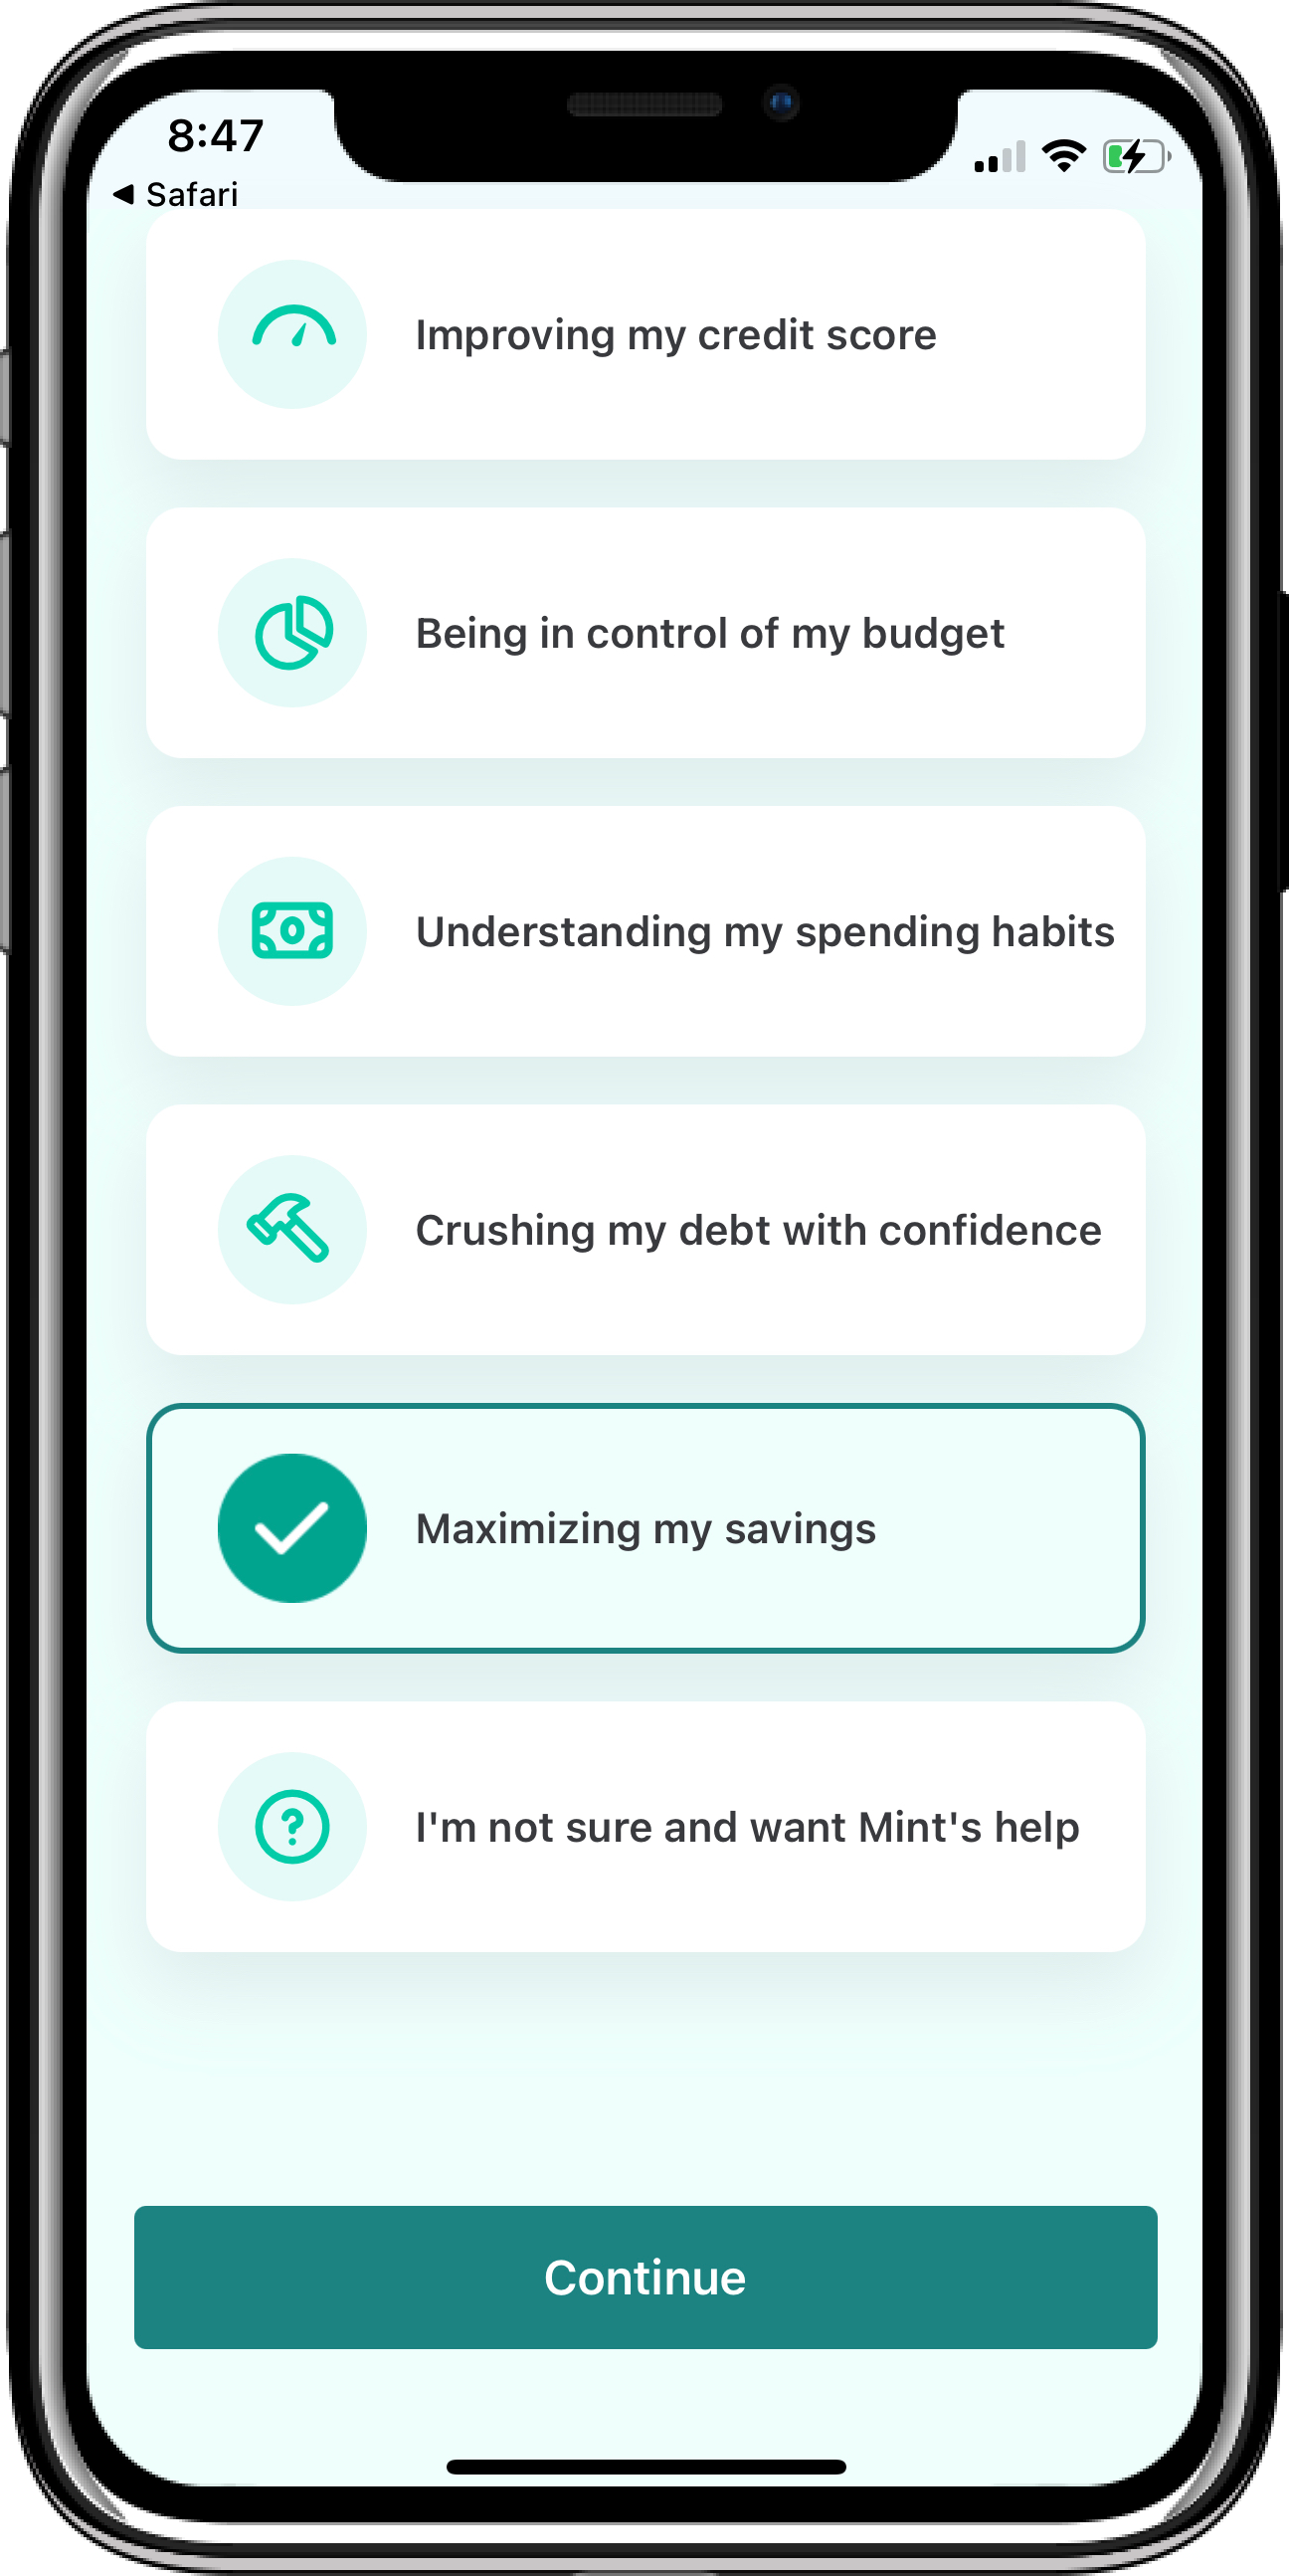 8:47
Safari
Improving my credit score
Being in control of my budget
Understanding my spending habits
Crushing my debt with confidence
Maximizing my savings
I'm not sure and want Mint's help
Continue